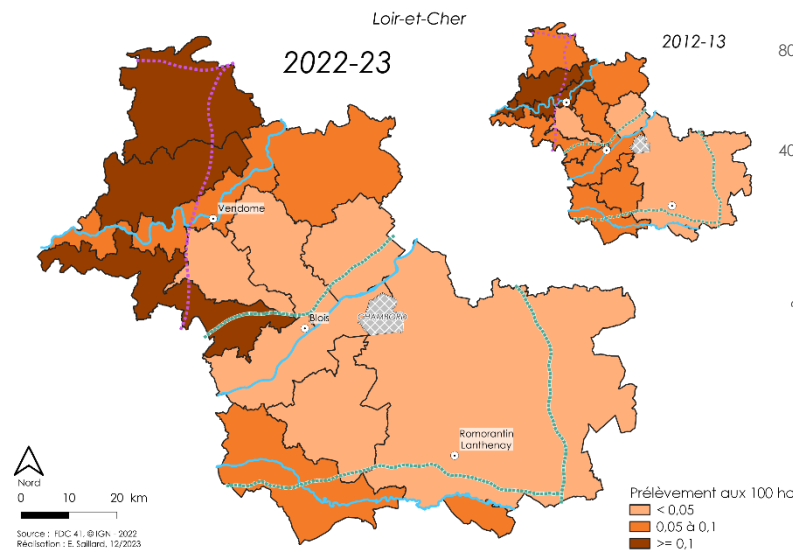 Loir-et-Cher
2022-23
2012-13
80
40
Vendome
Blois
CHAMBORD
Romorantin
Lanthenay
Nord
0 10 20 km
Source : FDC 41, © IGN - 2022
Réalisation : E. Saillard, 12/2023
Prélèvement aux 100 ha
< 0,05
0,05 à 0,1
>= 0,1